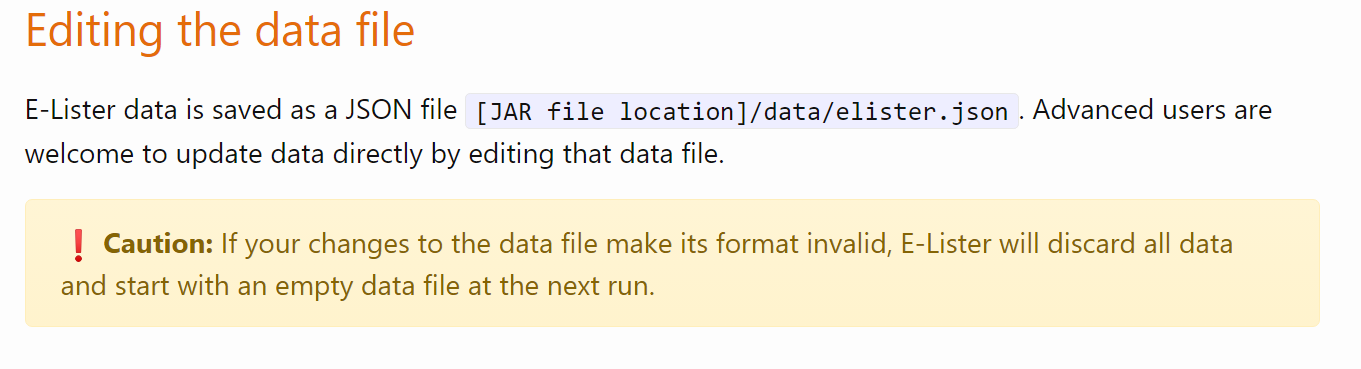 Editing the data file
E-Lister data is saved as a JSON file [JAR file location]/data/elister.json. Advanced users are
welcome to update data directly by editing that data file.
❗ Caution: If your changes to the data file make its format invalid, E-Lister will discard all data
and start with an empty data file at the next run.